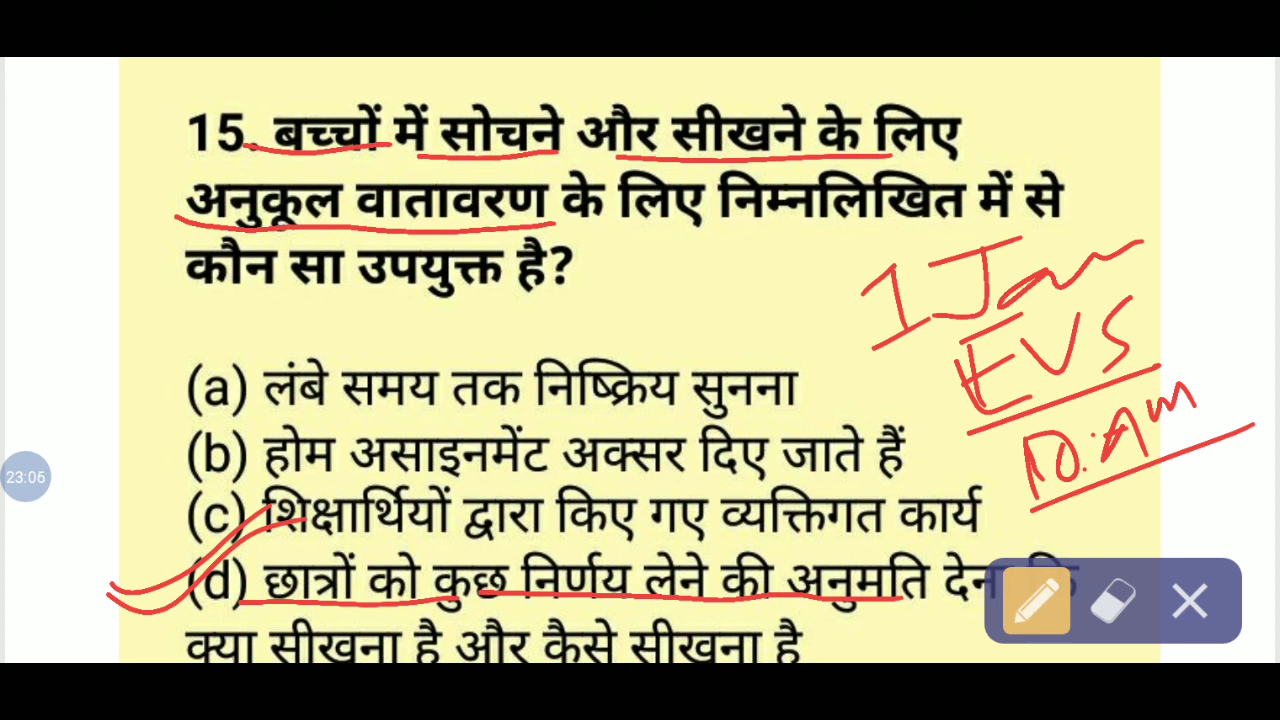 15. बच्चों में सोचने और सीखने के लिए
अनुकूल वातावरण के लिए निम्नलिखित में से
कौन सा उपयुक्त है?
1 Jan
EVS
10:AM
(a) लंबे समय तक निष्क्रिय सुनना
(b) होम असाइनमेंट अक्सर दिए जाते हैं
23:06
(c) शिक्षार्थियों द्वारा किए गए व्यक्तिगत कार्य
(d) छात्रों को कुछ निर्णय लेने की अनुमति
क्या सीखना है और कैसे सीखना है